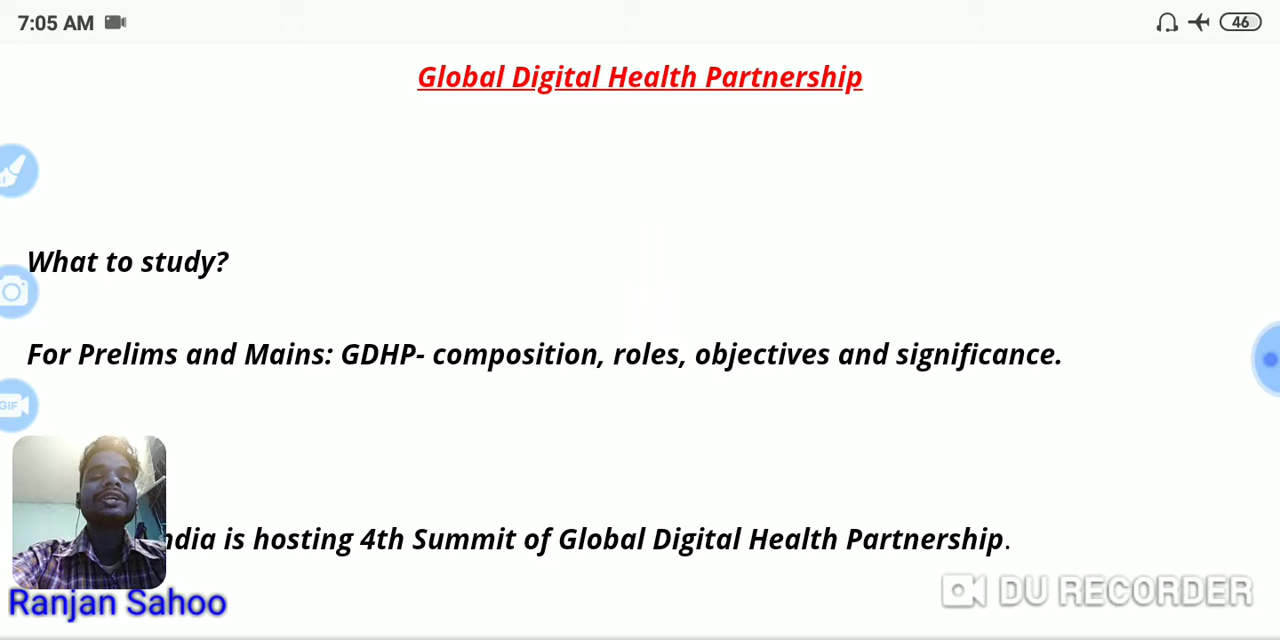 7:05 AM
46
Global Digital Health Partnership
What to study?
For Prelims and Mains: GDHP- composition, roles, objectives and significance.
GIF
ndia is hosting 4th Summit of Global Digital Health Partnership.
DU RECORDER
Ranjan Sahoo